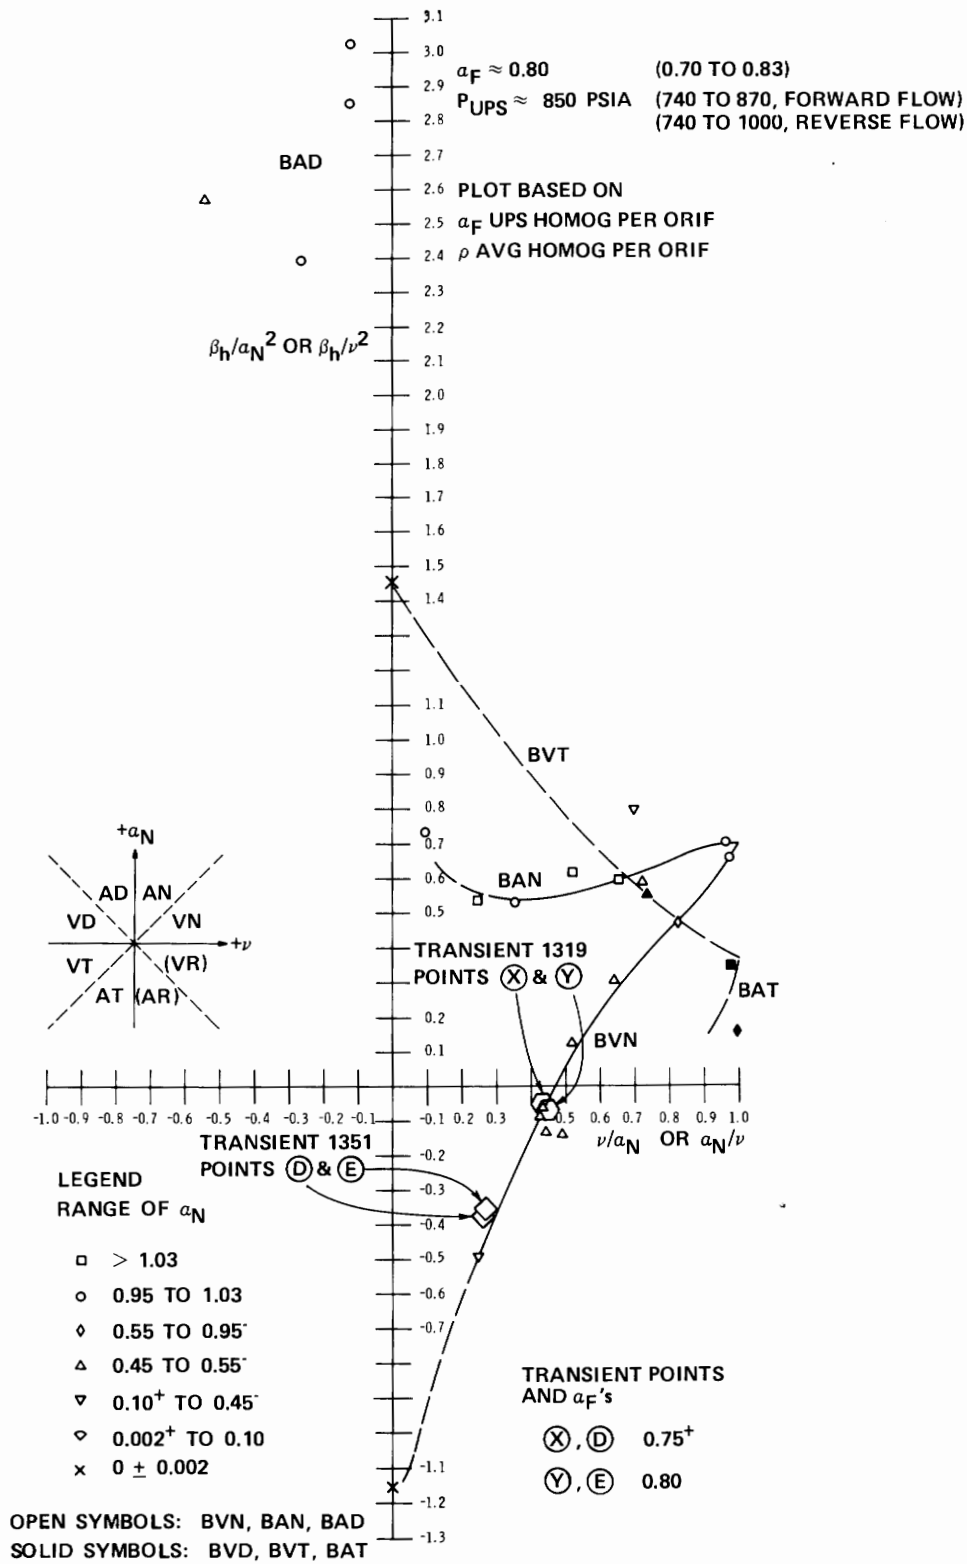 3.1
3.0
2.9
2.8
2.7
2.6
2.5
2.4
2.3
2.2
2.1
2.0
1.9
1.8
1.7
1.6
1.5
1.4
1.1
1.0
0.9
0.8
0.7
0.6
0.5
0.2
0.1
aF ≈ 0.80 (0.70 TO 0.83)
PUPS ≈ 850 PSIA (740 TO 870, FORWARD FLOW)
(740 TO 1000, REVERSE FLOW)
BAD
PLOT BASED ON
aF UPS HOMOG PER ORIF
ρ AVG HOMOG PER ORIF
βh/aN² OR βh/ν²
BVT
BAN
+aN
AD AN
VD VN
+ν
VT (VR)
AT (AR)
TRANSIENT 1319
POINTS X & Y
BAT
BVN
-1.0 -0.9 -0.8 -0.7 -0.6 -0.5 -0.4 -0.3 -0.2 -0.1 -0.1 0.2 0.3 0.5 0.6 0.7 0.8 0.9 1.0
ν/aN OR aN/ν
TRANSIENT 1351
POINTS D & E
-0.2
-0.3
-0.4
-0.5
-0.6
-0.7
-1.1
-1.2
-1.3
LEGEND
RANGE OF aN
> 1.03
0.95 TO 1.03
0.55 TO 0.95⁻
0.45 TO 0.55⁻
0.10⁺ TO 0.45⁻
0.002⁺ TO 0.10
0 ± 0.002
TRANSIENT POINTS
AND aF's
X, D 0.75⁺
Y, E 0.80
OPEN SYMBOLS: BVN, BAN, BAD
SOLID SYMBOLS: BVD, BVT, BAT